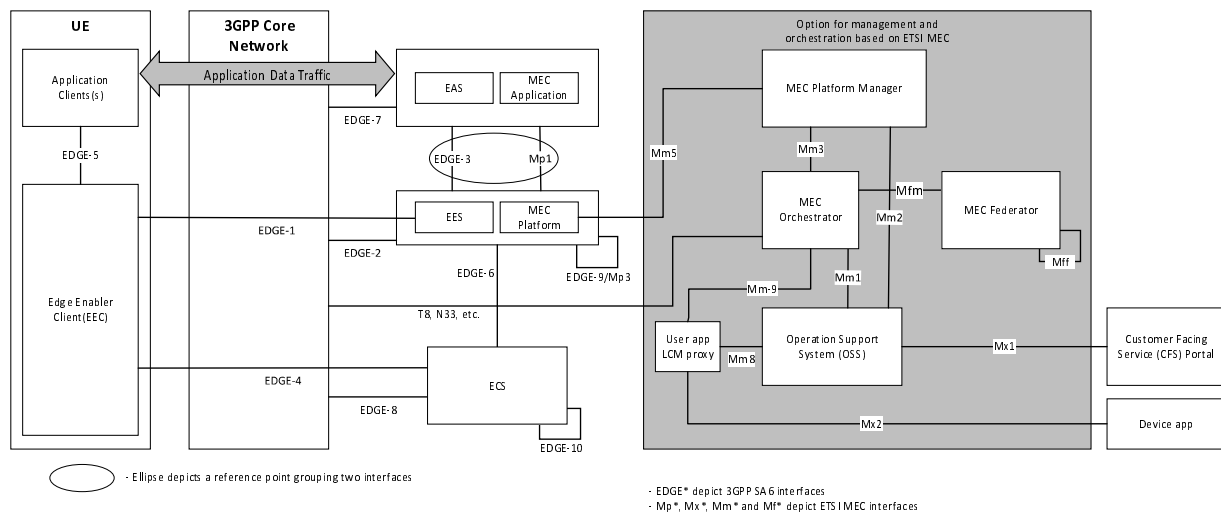 UE
3GPP Core
Network
Option for management and
orchestration based on ETSI MEC
Application
Clients(s)
Application Data Traffic
EAS
MEC
Application
MEC Platform Manager
EDGE-7
EDGE-5
EDGE-3
Mp1
Mm5
Mm3
EES
MEC
Platform
MEC
Orchestrator
Mfm
MEC Federator
Mm2
EDGE-1
EDGE-2
EDGE-6
EDGE-9/Mp3
Mff
Mm1
Mm-9
Edge Enabler
Client(EEC)
T8, N33, etc.
User app
LCM proxy
Mm8
Operation Support
System (OSS)
Mx1
Customer Facing
Service (CFS) Portal
EDGE-4
ECS
EDGE-8
Mx2
Device app
EDGE-10
- Ellipse depicts a reference point grouping two interfaces
- EDGE* depict 3GPP SA6 interfaces
- Mp*, Mx*, Mm* and Mf* depict ETSI MEC interfaces